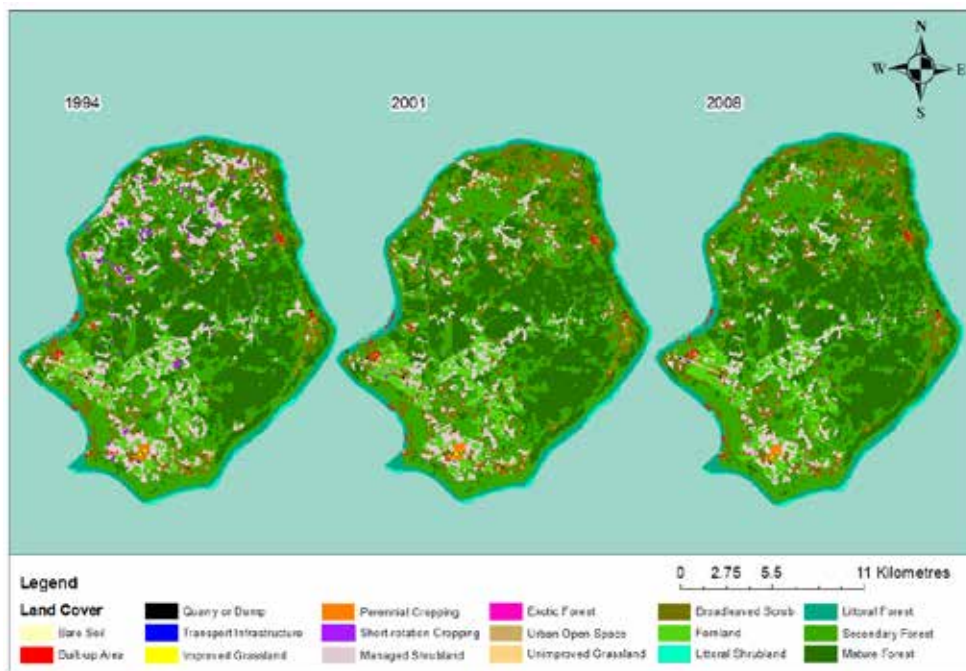 N
W E
S
1994 2001 2008
0 2.75 5.5 11 Kilometres
Legend
Land Cover
Bare Soil
Built-up Area
Quarry or Dump
Transport Infrastructure
Improved Grassland
Perennial Cropping
Short-rotation Cropping
Managed Shrubland
Exotic Forest
Urban Open Space
Unimproved Grassland
Broadleaved Scrub
Fernland
Littoral Shrubland
Littoral Forest
Secondary Forest
Mature Forest